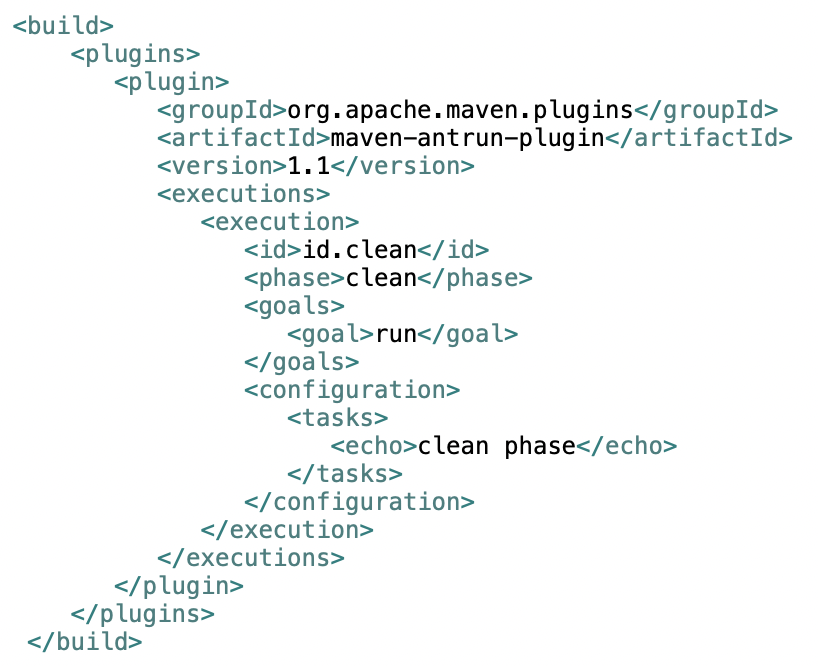 <build>
    <plugins>
       <plugin>
          <groupId>org.apache.maven.plugins</groupId>
          <artifactId>maven-antrun-plugin</artifactId>
          <version>1.1</version>
          <executions>
             <execution>
                <id>id.clean</id>
                <phase>clean</phase>
                <goals>
                   <goal>run</goal>
                </goals>
                <configuration>
                   <tasks>
                      <echo>clean phase</echo>
                   </tasks>
                </configuration>
             </execution>
          </executions>
       </plugin>
    </plugins>
 </build>